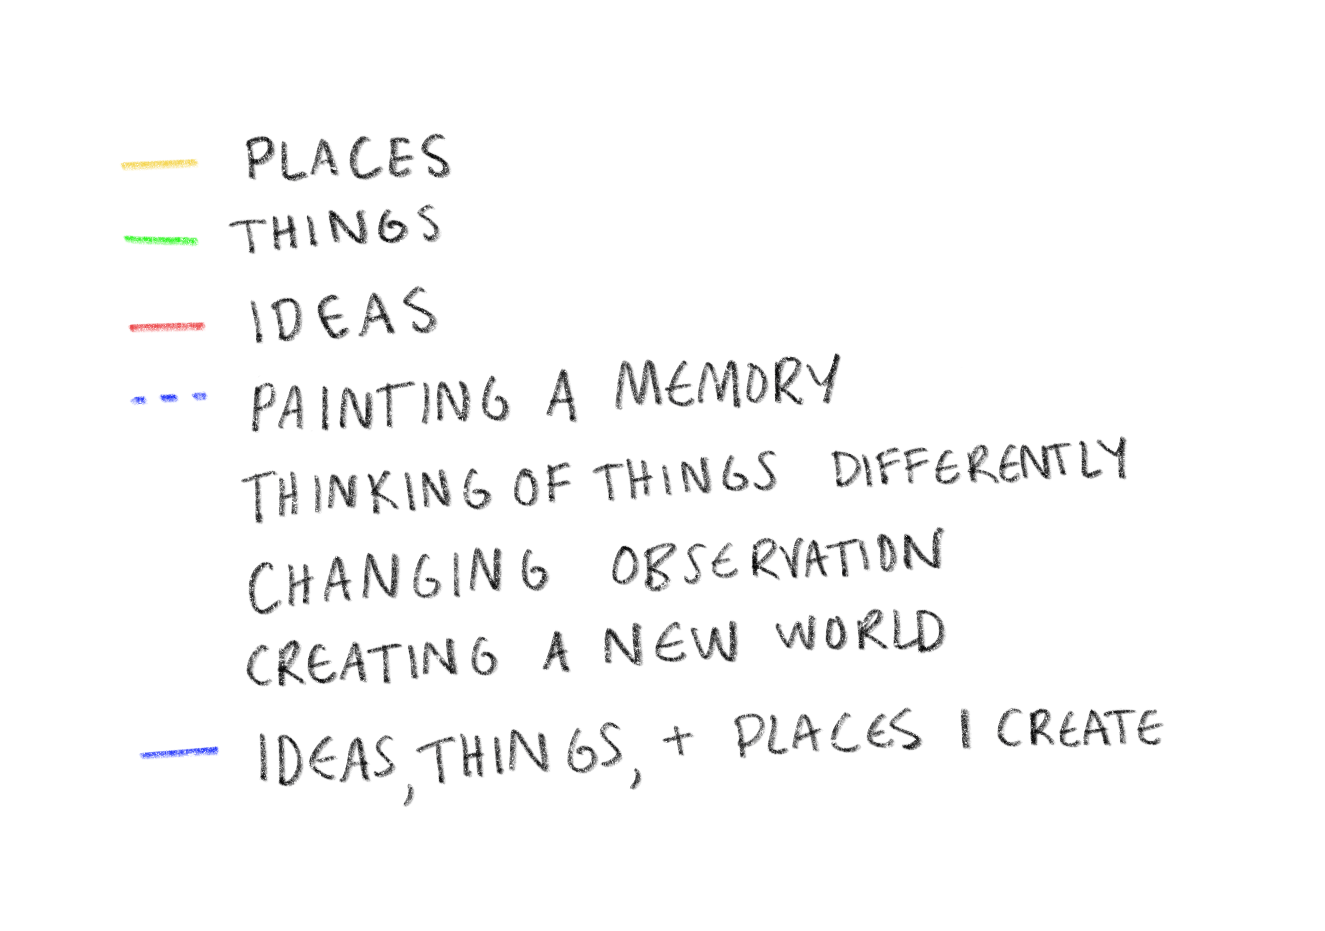 PLACES
THINGS
IDEAS
PAINTING A MEMORY
THINKING OF THINGS DIFFERENTLY
CHANGING OBSERVATION
CREATING A NEW WORLD
IDEAS, THINGS, + PLACES I CREATE